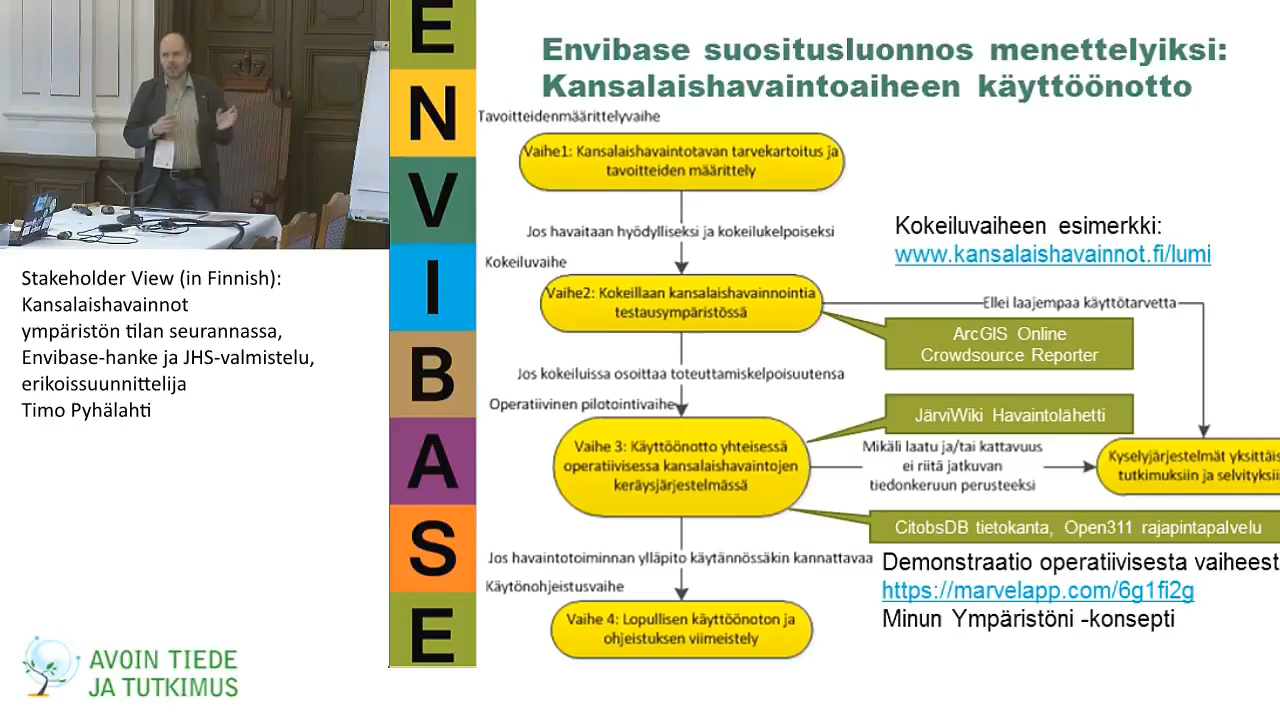 Stakeholder View (in Finnish):
Kansalaishavainnot
ympäristön tilan seurannassa,
Envibase-hanke ja JHS-valmistelu,
erikoissuunnittelija
Timo Pyhälahti
AVOIN TIEDE
JA TUTKIMUS
E
N
V
I
B
A
S
E
Envibase suositusluonnos menettelyiksi:
Kansalaishavaintoaiheen käyttöönotto
Tavoitteidenmäärittelyvaihe
Vaihe1: Kansalaishavaintotavan tarvekartoitus ja
tavoitteiden määrittely
Jos havaitaan hyödylliseksi ja kokeilukelpoiseksi
Kokeiluvaihe
Vaihe2: Kokeillaan kansalaishavainnointia
testausympäristössä
Ellei laajempaa käyttötarvetta
Kokeiluvaiheen esimerkki:
www.kansalaishavainnot.fi/lumi
ArcGIS Online
Crowdsource Reporter
Jos kokeiluissa osoittaa toteuttamiskelpoisuutensa
Operatiivinen pilotointivaihe
JärviWiki Havaintolähetti
Vaihe 3: Käyttöönotto yhteisessä
operatiivisessa kansalaishavaintojen
keräysjärjestelmässä
Mikäli laatu ja/tai kattavuus
ei riitä jatkuvan
tiedonkeruun perusteeksi
Kyselyjärjestelmät yksittäis
tutkimuksiin ja selvityksiin
CitobsDB tietokanta, Open311 rajapintapalvelu
Jos havaintotoiminnan ylläpito käytännössäkin kannattavaa
Käytönohjeistusvaihe
Vaihe 4: Lopullisen käyttöönoton ja
ohjeistuksen viimeistely
Demonstraatio operatiivisesta vaiheest
https://marvelapp.com/6g1fi2g
Minun Ympäristöni -konsepti